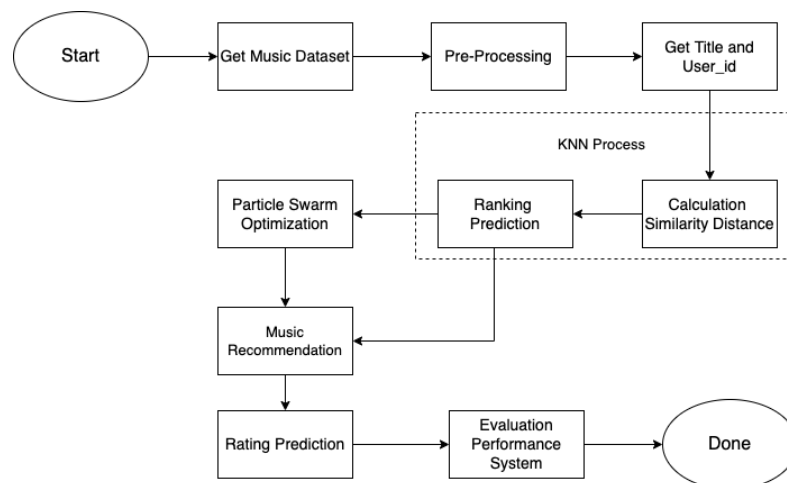 Start
Get Music Dataset
Pre-Processing
Get Title and
User_id
KNN Process
Particle Swarm
Optimization
Ranking
Prediction
Calculation
Similarity Distance
Music
Recommendation
Rating Prediction
Evaluation
Performance
System
Done